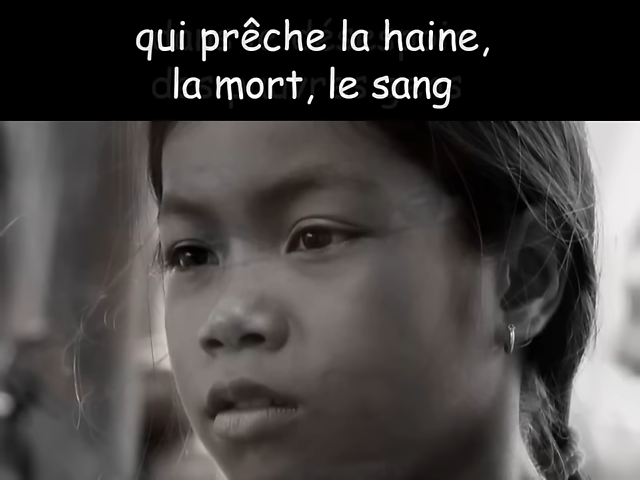 qui prêche la haine,
la mort, le sang